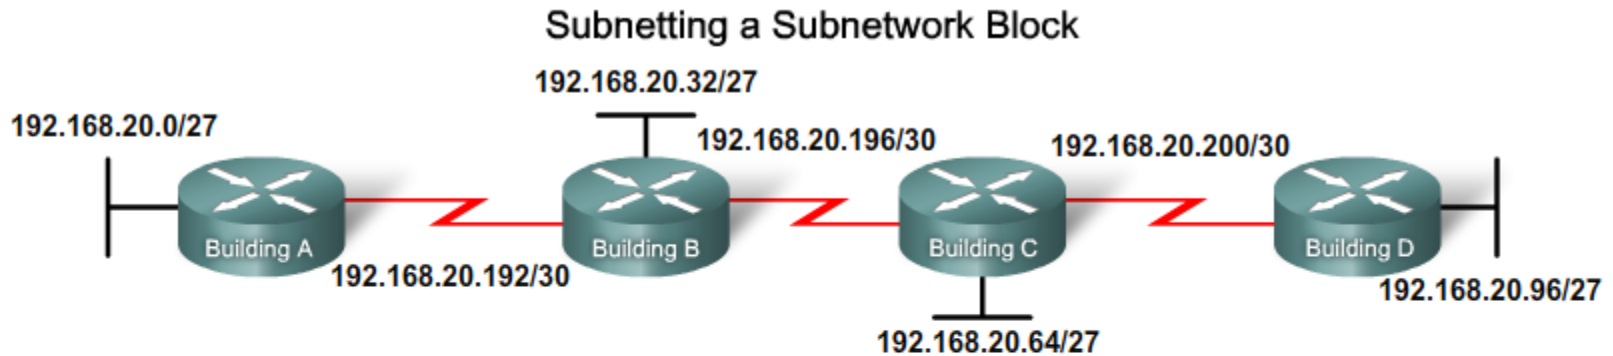 Subnetting a Subnetwork Block
192.168.20.32/27
192.168.20.0/27
192.168.20.196/30
192.168.20.200/30
Building A
Building B
Building C
Building D
192.168.20.192/30
192.168.20.96/27
192.168.20.64/27